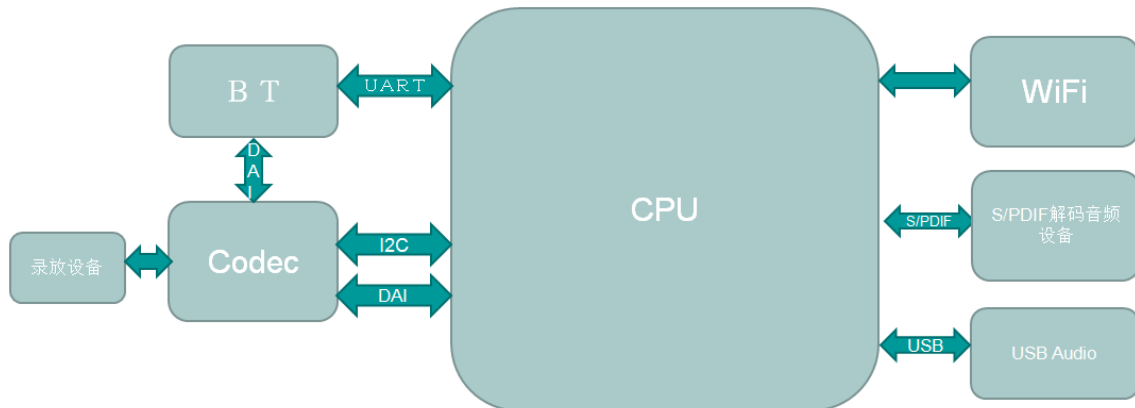 B T
UART
WiFi
DAI
CPU
S/PDIF
S/PDIF解码音频
设备
录放设备
Codec
I2C
DAI
USB
USB Audio